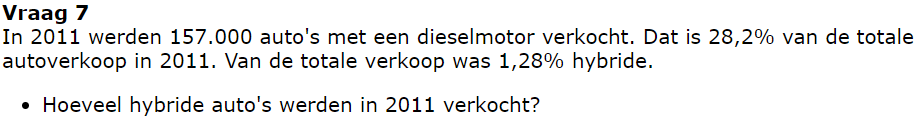 Vraag 7
In 2011 werden 157.000 auto's met een dieselmotor verkocht. Dat is 28,2% van de totale
autoverkoop in 2011. Van de totale verkoop was 1,28% hybride.
• Hoeveel hybride auto's werden in 2011 verkocht?